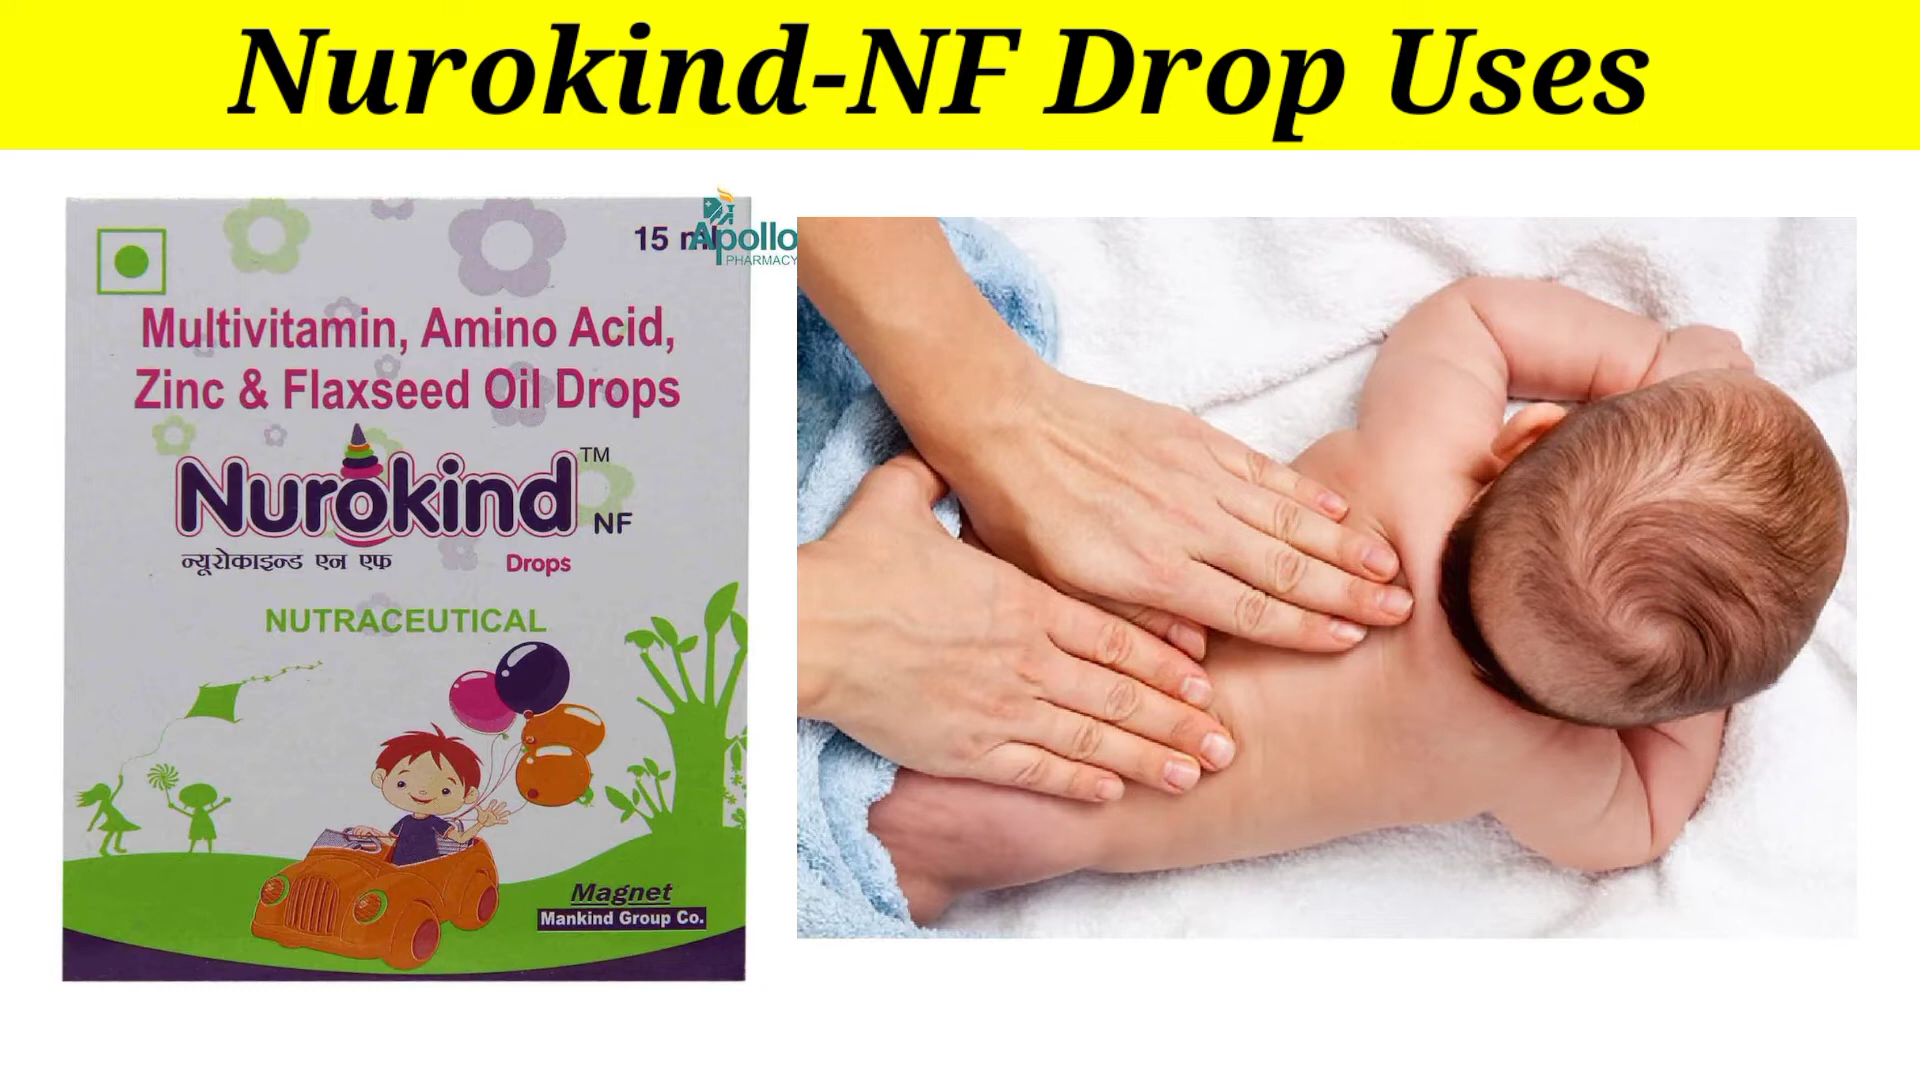 Nurokind-NF Drop Uses
15 ml
Apollo
PHARMACY
Multivitamin, Amino Acid,
Zinc & Flaxseed Oil Drops
Nurokind™ NF
न्यूरोकाइन्ड एन एफ
Drops
NUTRACEUTICAL
Magnet
Mankind Group Co.